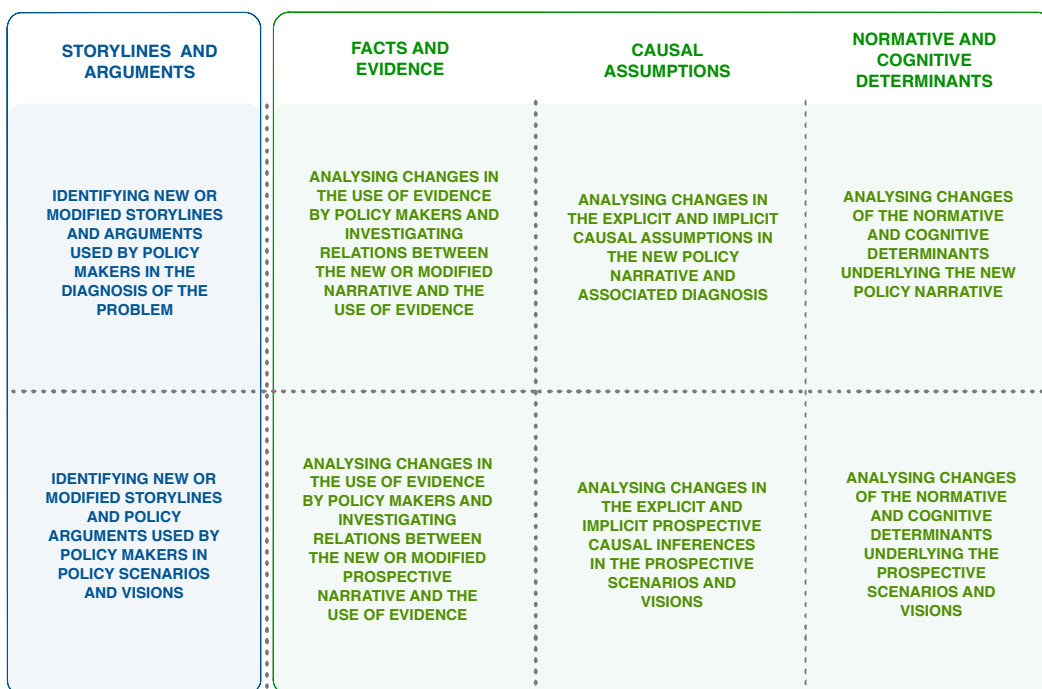 STORYLINES AND
ARGUMENTS
FACTS AND
EVIDENCE
CAUSAL
ASSUMPTIONS
NORMATIVE AND
COGNITIVE
DETERMINANTS
IDENTIFYING NEW OR
MODIFIED STORYLINES
AND ARGUMENTS
USED BY POLICY
MAKERS IN THE
DIAGNOSIS OF THE
PROBLEM
ANALYSING CHANGES IN
THE USE OF EVIDENCE
BY POLICY MAKERS AND
INVESTIGATING
RELATIONS BETWEEN
THE NEW OR MODIFIED
NARRATIVE AND THE
USE OF EVIDENCE
ANALYSING CHANGES IN
THE EXPLICIT AND IMPLICIT
CAUSAL ASSUMPTIONS IN
THE NEW POLICY
NARRATIVE AND
ASSOCIATED DIAGNOSIS
ANALYSING CHANGES
OF THE NORMATIVE
AND COGNITIVE
DETERMINANTS
UNDERLYING THE NEW
POLICY NARRATIVE
IDENTIFYING NEW OR
MODIFIED STORYLINES
AND POLICY
ARGUMENTS USED BY
POLICY MAKERS IN
POLICY SCENARIOS
AND VISIONS
ANALYSING CHANGES IN
THE USE OF EVIDENCE
BY POLICY MAKERS AND
INVESTIGATING
RELATIONS BETWEEN
THE NEW OR MODIFIED
PROSPECTIVE
NARRATIVE AND THE
USE OF EVIDENCE
ANALYSING CHANGES IN
THE EXPLICIT AND
IMPLICIT PROSPECTIVE
CAUSAL INFERENCES
IN THE PROSPECTIVE
SCENARIOS AND
VISIONS
ANALYSING CHANGES
OF THE NORMATIVE
AND COGNITIVE
DETERMINANTS
UNDERLYING THE
PROSPECTIVE
SCENARIOS AND
VISIONS